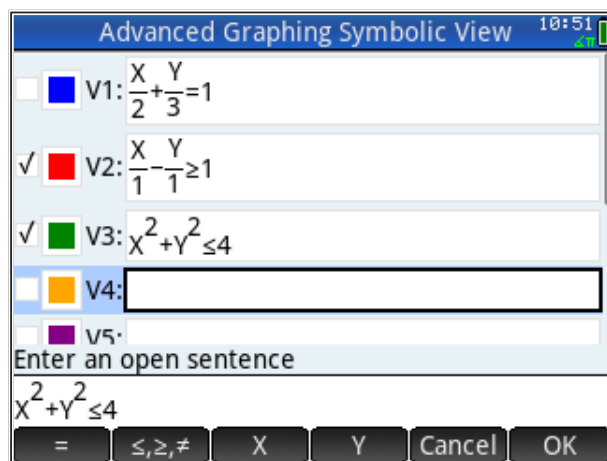 Advanced Graphing Symbolic View 10:51
∡π
V1: X/2+Y/3=1
√ V2: X/1−Y/1≥1
√ V3: X²+Y²≤4
V4:
V5:
Enter an open sentence
X²+Y²≤4
= ≤,≥,≠ X Y Cancel OK